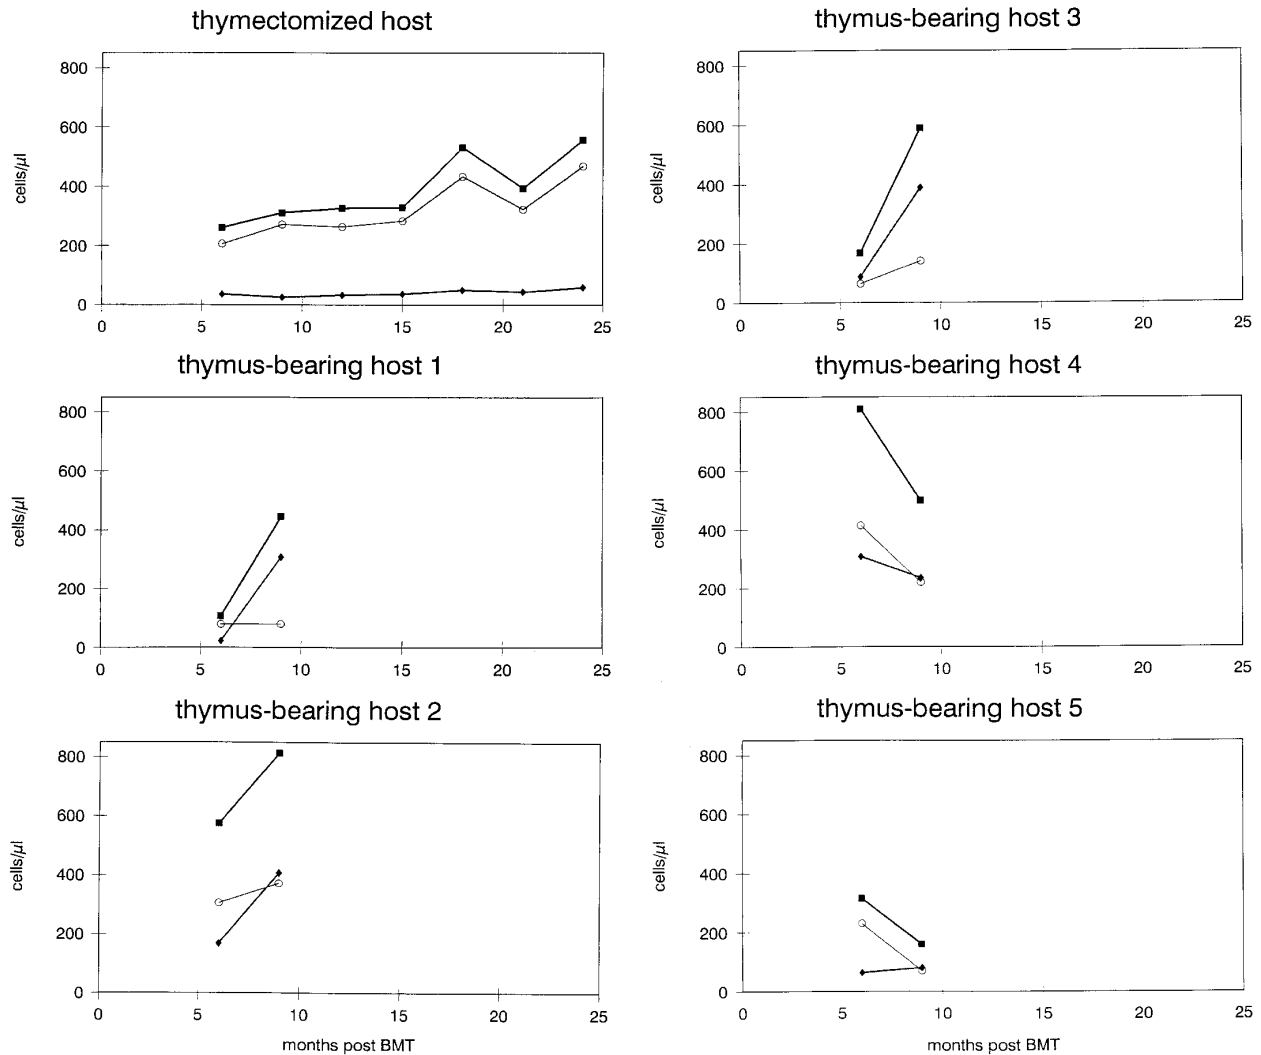 thymectomized host
800
600
400
200
0
cells/µl
0 5 10 15 20 25
thymus-bearing host 1
800
600
400
200
0
cells/µl
0 5 10 15 20 25
thymus-bearing host 2
800
600
400
200
0
cells/µl
0 5 10 15 20 25
months post BMT
thymus-bearing host 3
800
600
400
200
0
cells/µl
0 5 10 15 20 25
thymus-bearing host 4
800
600
400
200
0
cells/µl
0 5 10 15 20 25
thymus-bearing host 5
800
600
400
200
0
cells/µl
0 5 10 15 20 25
months post BMT